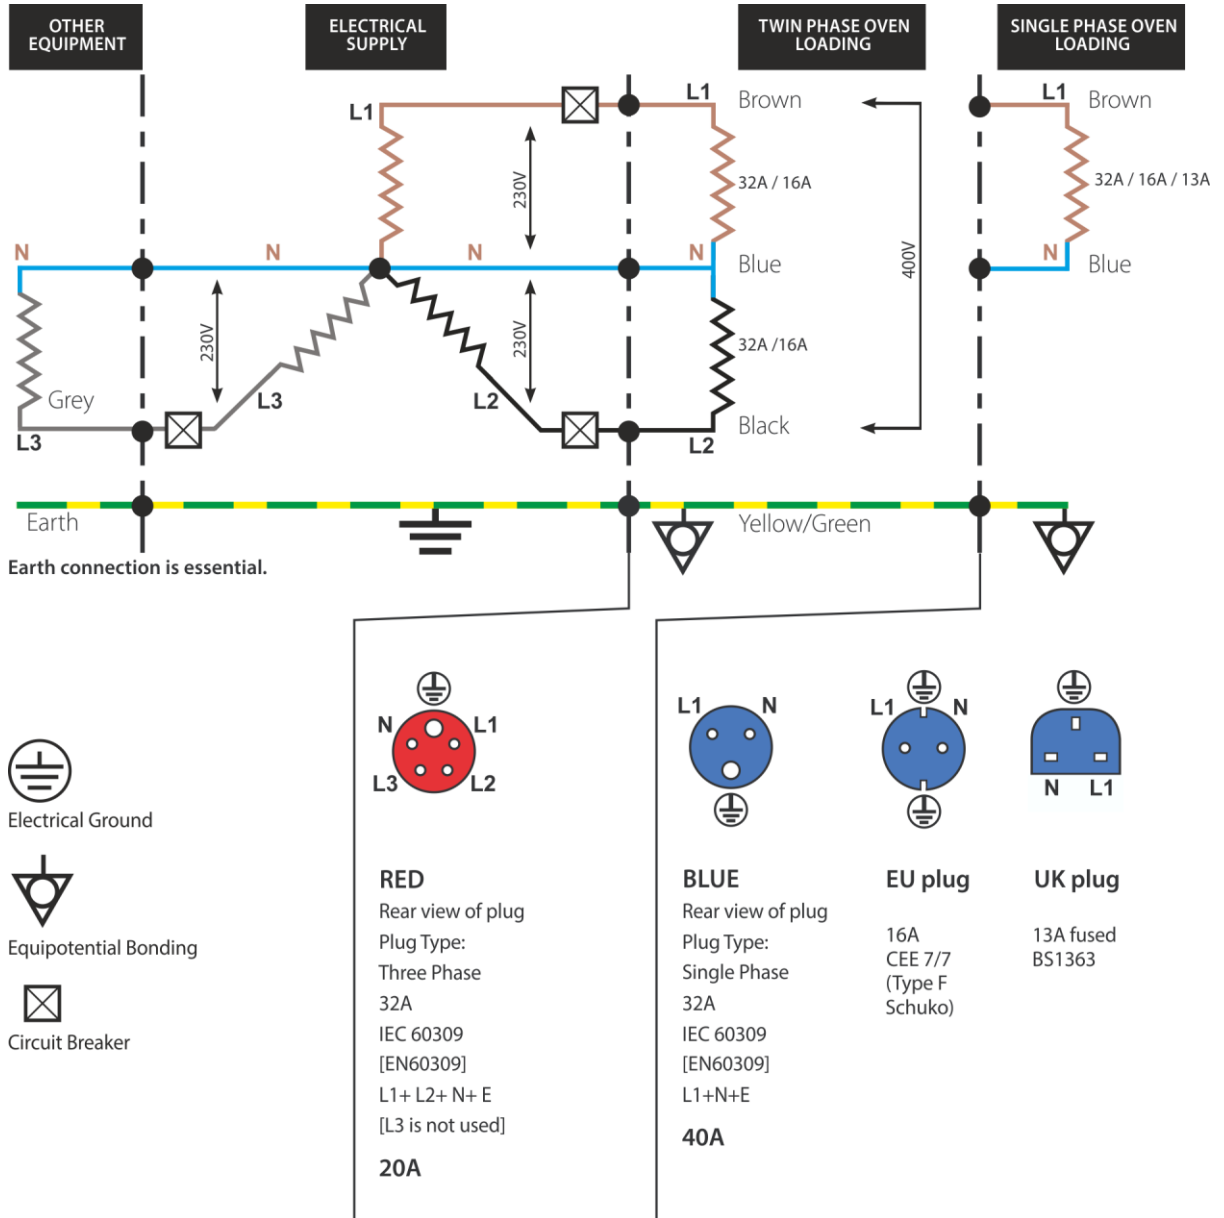 OTHER
EQUIPMENT
ELECTRICAL
SUPPLY
TWIN PHASE OVEN
LOADING
SINGLE PHASE OVEN
LOADING
L1
L1
Brown
L1
Brown
230V
32A / 16A
32A / 16A / 13A
N
N
N
N
Blue
400V
N
Blue
230V
230V
32A /16A
Grey
L3
L2
Black
L3
L2
Earth
Yellow/Green
Earth connection is essential.
N
L1
L3
L2
L1
N
L1
N
N
L1
Electrical Ground
Equipotential Bonding
Circuit Breaker
RED
Rear view of plug
Plug Type:
Three Phase
32A
IEC 60309
[EN60309]
L1+ L2+ N+ E
[L3 is not used]
20A
BLUE
Rear view of plug
Plug Type:
Single Phase
32A
IEC 60309
[EN60309]
L1+N+E
40A
EU plug
16A
CEE 7/7
(Type F
Schuko)
UK plug
13A fused
BS1363